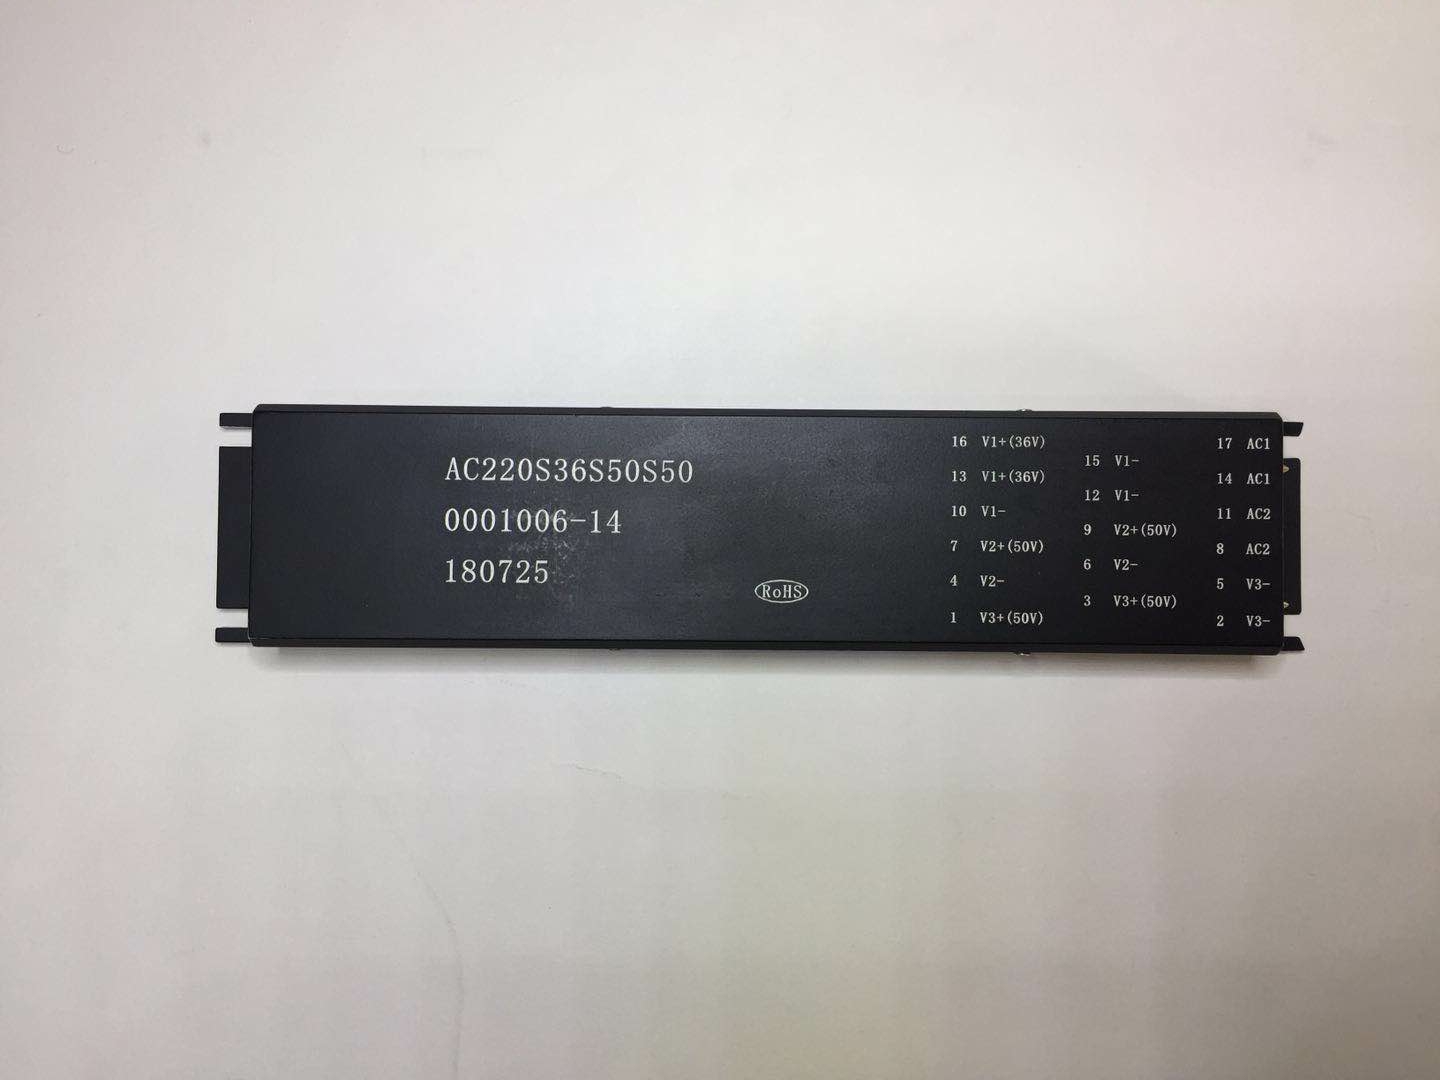 AC220S36S50S50
0001006-14
180725
RoHS
16 V1+(36V)
13 V1+(36V)
10 V1-
7 V2+(50V)
4 V2-
1 V3+(50V)
15 V1-
12 V1-
9 V2+(50V)
6 V2-
3 V3+(50V)
17 AC1
14 AC1
11 AC2
8 AC2
5 V3-
2 V3-